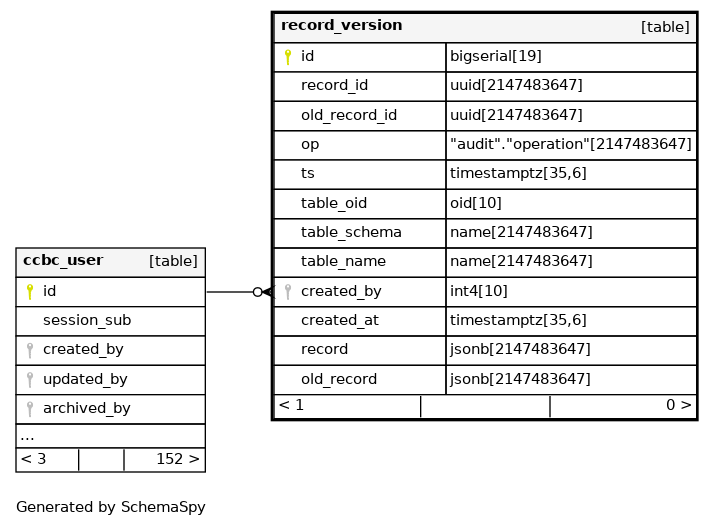 record_version [table]
id bigserial[19]
record_id uuid[2147483647]
old_record_id uuid[2147483647]
op "audit"."operation"[2147483647]
ts timestamptz[35,6]
table_oid oid[10]
table_schema name[2147483647]
table_name name[2147483647]
created_by int4[10]
created_at timestamptz[35,6]
record jsonb[2147483647]
old_record jsonb[2147483647]
< 1 0 >
ccbc_user [table]
id
session_sub
created_by
updated_by
archived_by
...
< 3 152 >
Generated by SchemaSpy